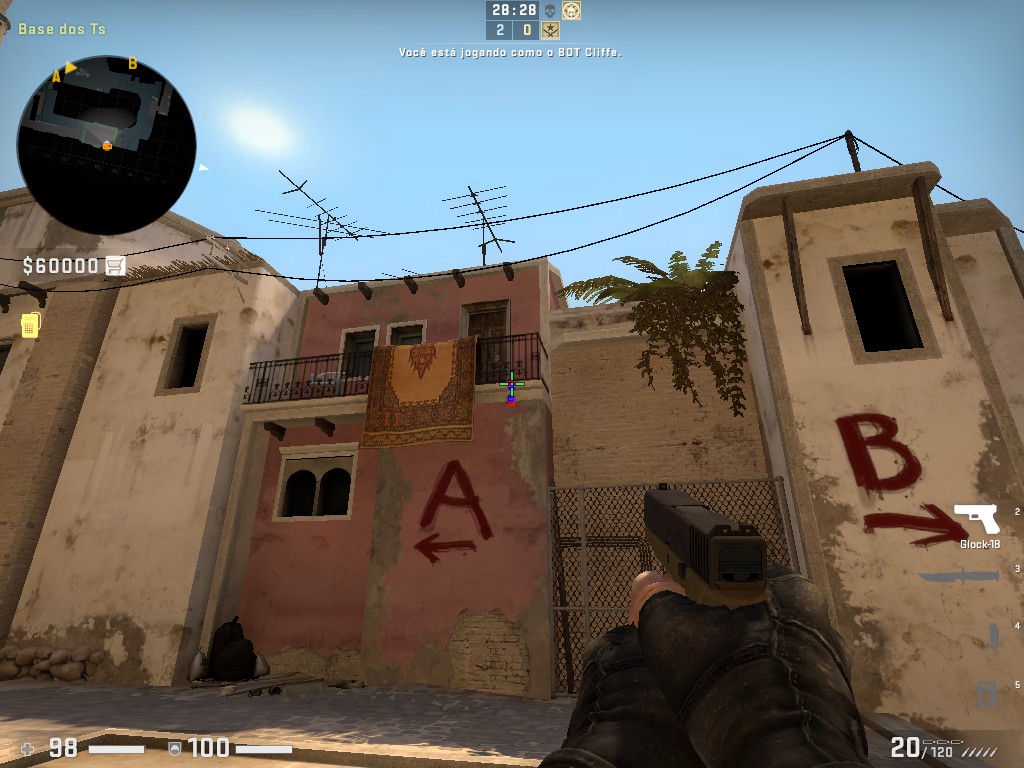 28:28
Base dos Ts
2 0
Você está jogando como o BOT Cliffe.
A B
$60000
B
A
2
Glock-18
3
4
5
98 100
20/120